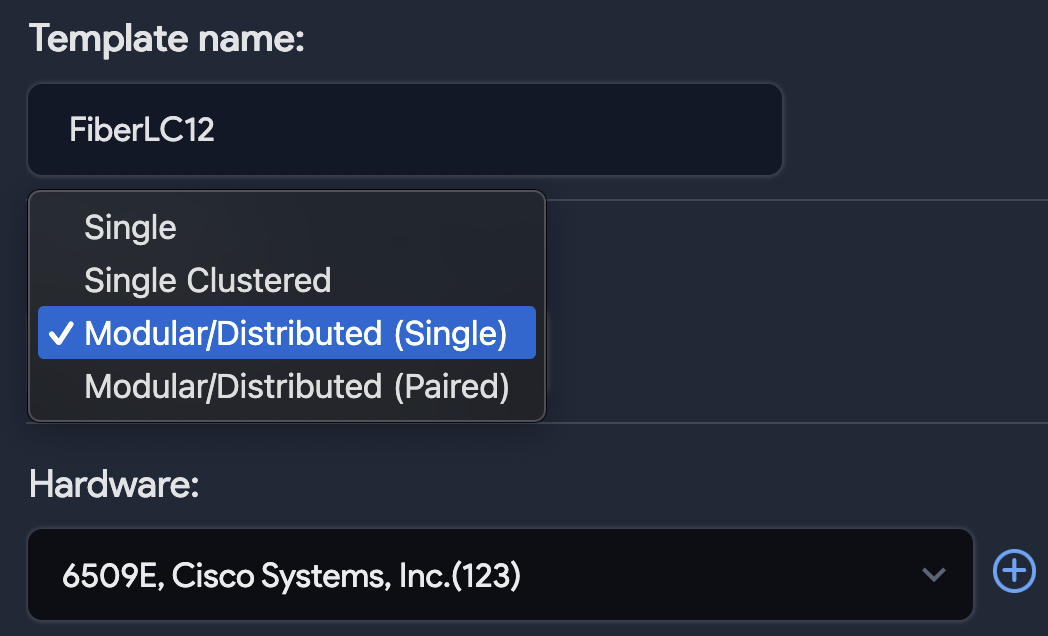 Template name:
FiberLC12
Single
Single Clustered
Modular/Distributed (Single)
Modular/Distributed (Paired)
Hardware:
6509E, Cisco Systems, Inc.(123)